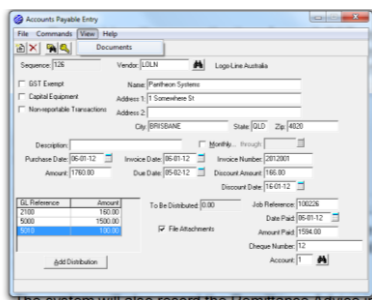 Accounts Payable Entry
File Commands View Help
Documents
Sequence: 126 Vendor: LOLN Logo-Line Australia
GST Exempt Name: Pantheon Systems
Capital Equipment Address 1: 1 Somewhere St
Non-reportable Transactions Address 2:
City: BRISBANE State: QLD Zip: 4020
Description: Monthly... through:
Purchase Date: 06-01-12 Invoice Date: 06-01-12 Invoice Number: 2012001
Amount: 1760.00 Due Date: 05-02-12 Discount Amount: 166.00
Discount Date: 16-01-12
GL Reference Amount To Be Distributed: 0.00 Job Reference: 100226
2100 160.00
5000 1500.00 File Attachments Date Paid: 06-01-12
5010 100.00 Amount Paid: 1594.00
Cheque Number: 12
Add Distribution Account: 1
The system will also record the Remittance Advice